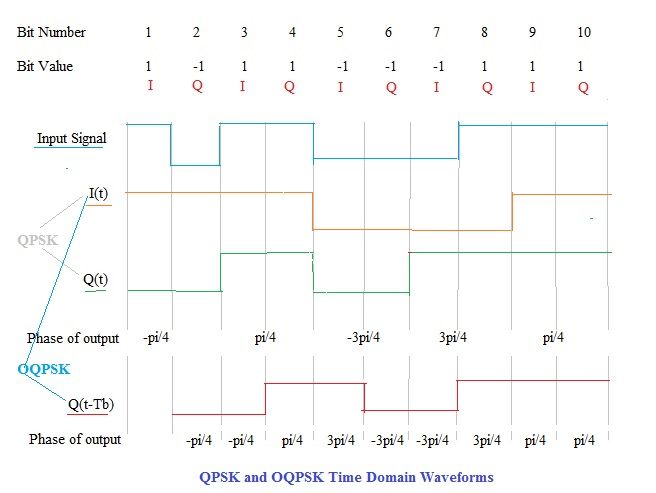 Bit Number 1 2 3 4 5 6 7 8 9 10
Bit Value 1 -1 1 1 -1 -1 -1 1 1 1
I Q I Q I Q I Q I Q
Input Signal
I(t)
QPSK
Q(t)
Phase of output -pi/4 pi/4 -3pi/4 3pi/4 pi/4
OQPSK
Q(t-Tb)
Phase of output -pi/4 -pi/4 pi/4 3pi/4 -3pi/4 -3pi/4 3pi/4 pi/4 pi/4
QPSK and OQPSK Time Domain Waveforms